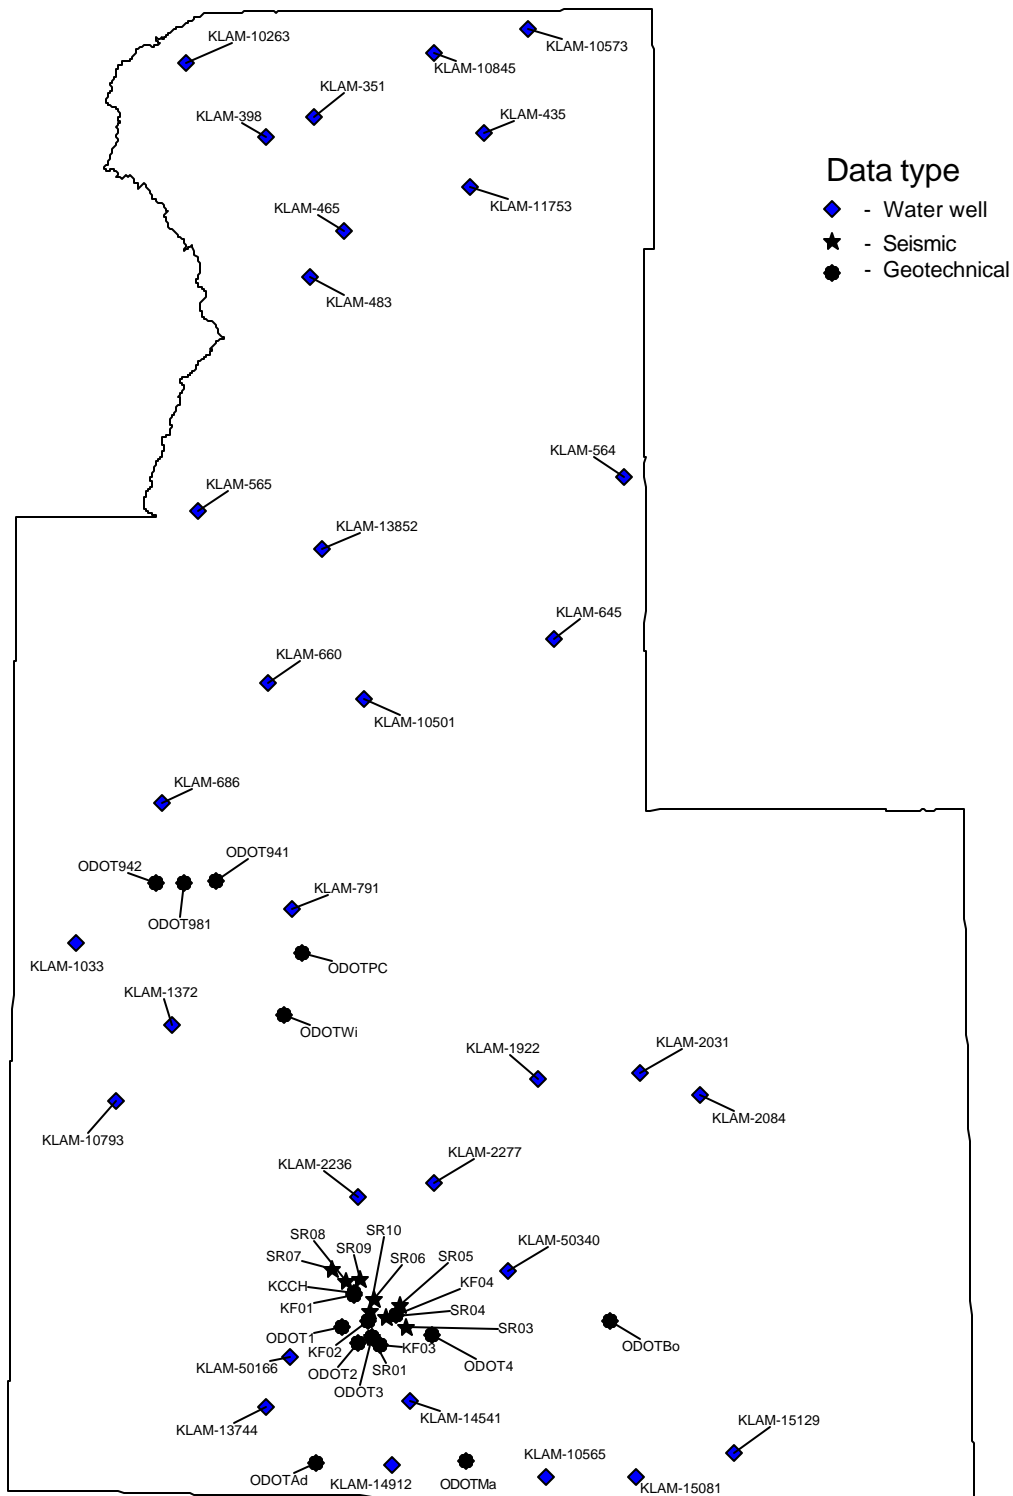 KLAM-10263
KLAM-10573
KLAM-10845
KLAM-351
KLAM-398
KLAM-435
Data type
- Water well
- Seismic
- Geotechnical
KLAM-11753
KLAM-465
KLAM-483
KLAM-564
KLAM-565
KLAM-13852
KLAM-645
KLAM-660
KLAM-10501
KLAM-686
ODOT941
ODOT942
ODOT981
KLAM-791
KLAM-1033
ODOTPC
KLAM-1372
ODOTWi
KLAM-1922
KLAM-2031
KLAM-2084
KLAM-10793
KLAM-2277
KLAM-2236
SR10
SR08
SR09
SR07
SR06
SR05
KLAM-50340
KCCH
KF04
KF01
SR04
SR03
ODOT1
KF02
KF03
ODOTBo
KLAM-50166
ODOT2
SR01
ODOT4
ODOT3
KLAM-13744
KLAM-14541
KLAM-15129
KLAM-10565
ODOTAd
KLAM-14912
ODOTMa
KLAM-15081